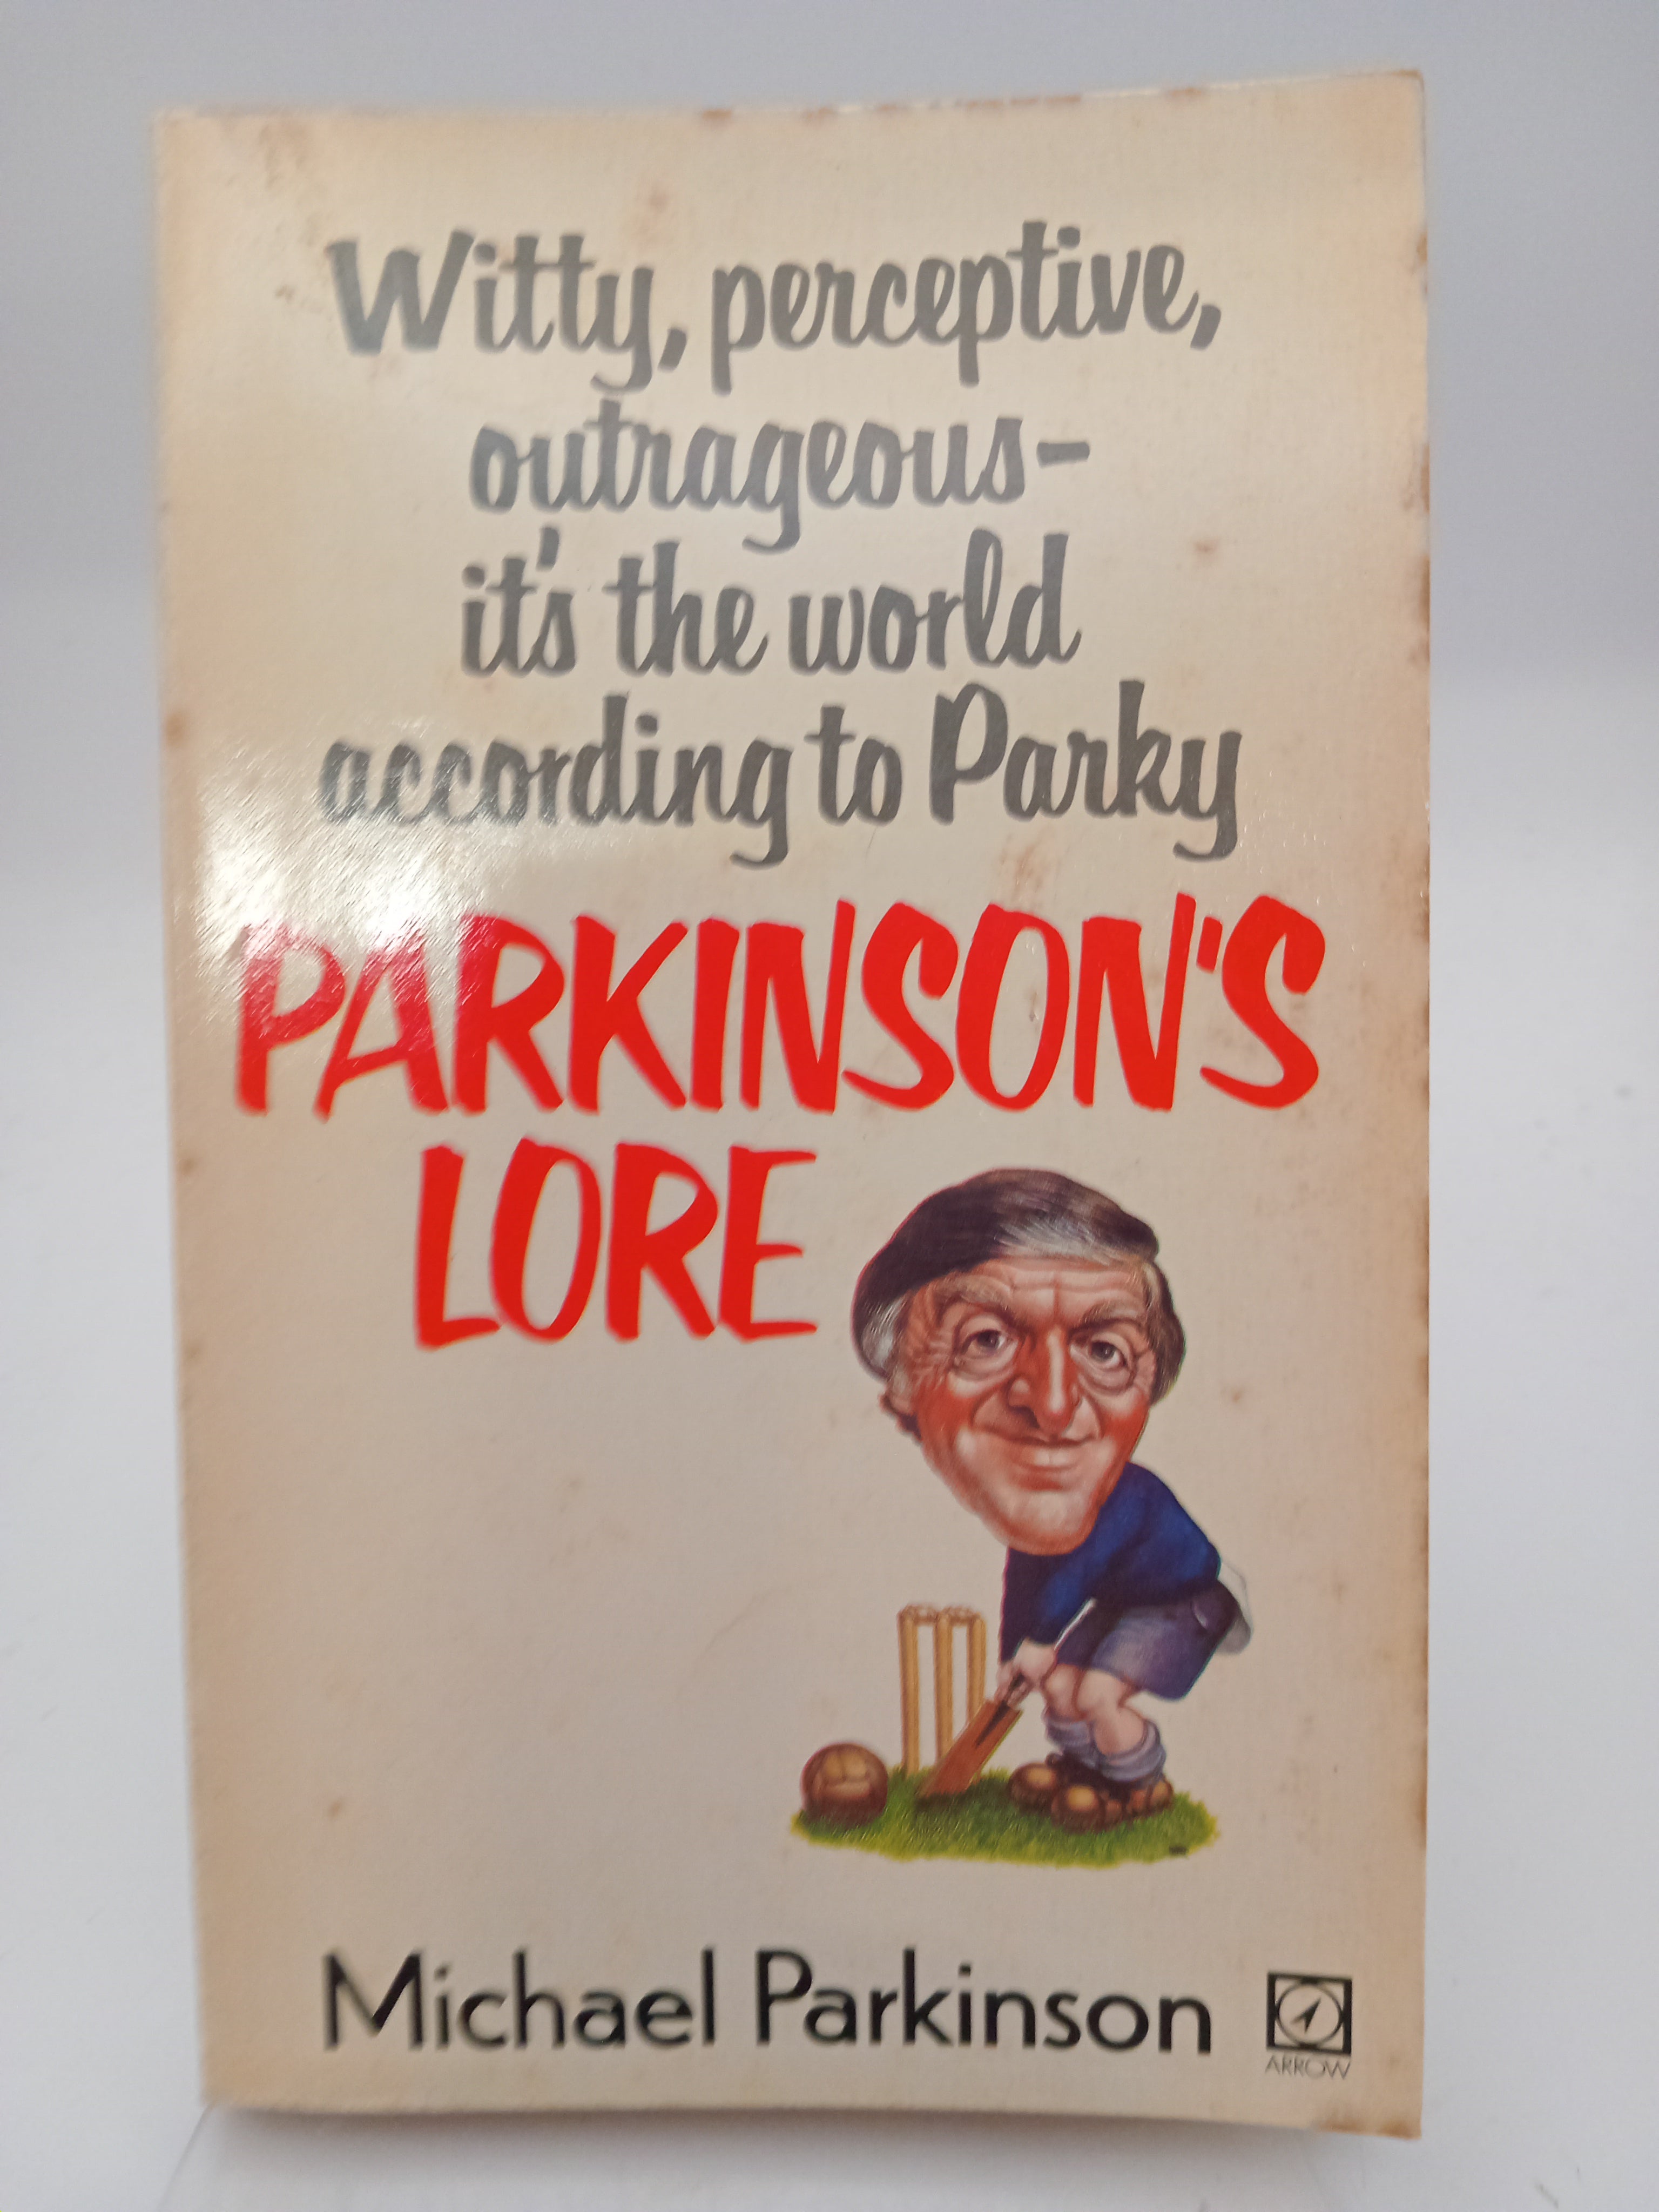 Witty, perceptive,
outrageous-
it's the world
according to Parky
PARKINSON'S
LORE
Michael Parkinson
ARROW